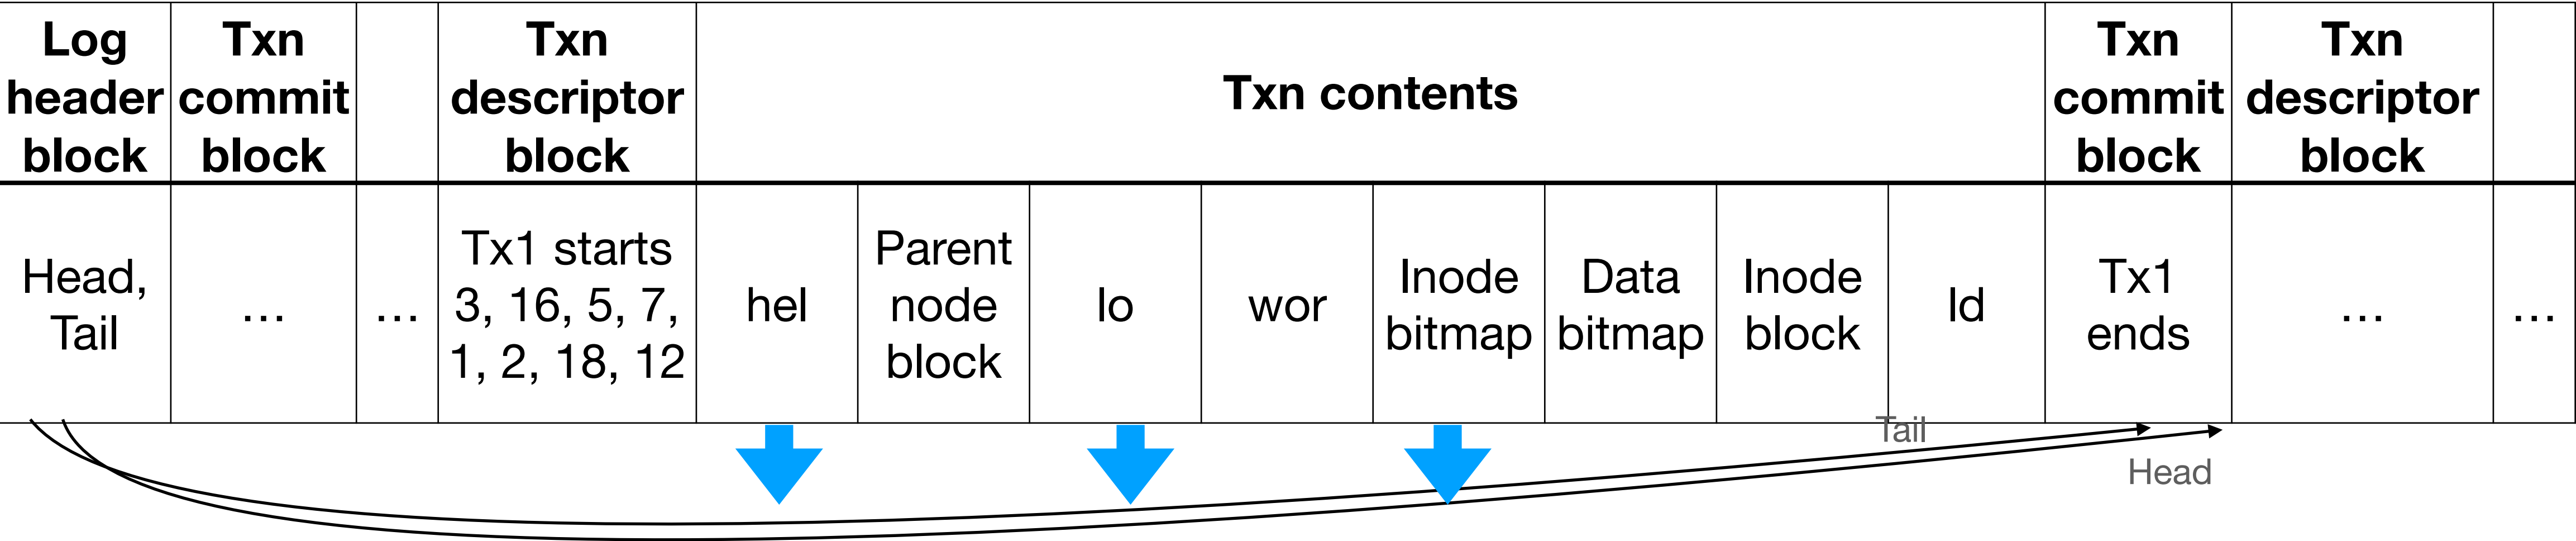 Log
header
block
Txn
commit
block
Txn
descriptor
block
Txn contents
Txn
commit
block
Txn
descriptor
block
Head,
Tail
...
...
Tx1 starts
3, 16, 5, 7,
1, 2, 18, 12
hel
Parent
node
block
lo
wor
Inode
bitmap
Data
bitmap
Inode
block
ld
Tx1
ends
...
...
Tail
Head